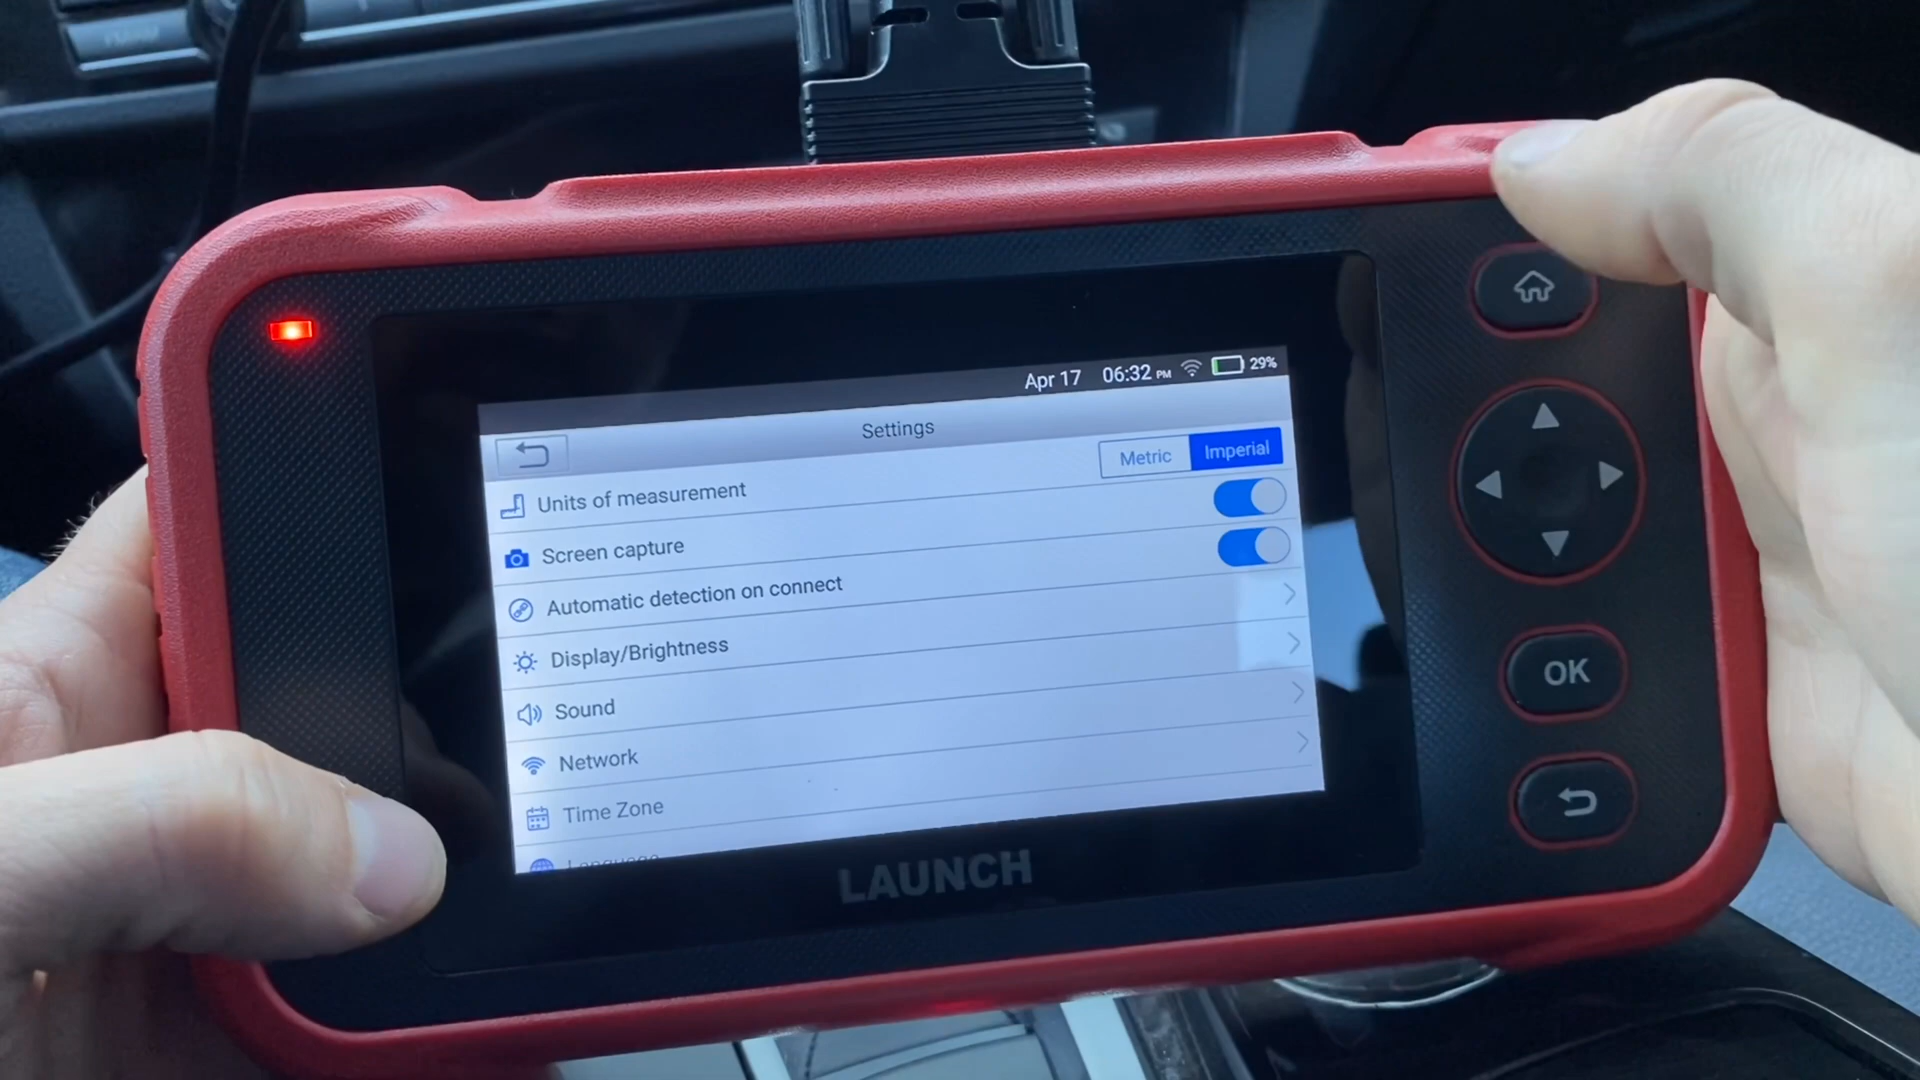 Apr 17 06:32 PM 29%
Settings
Units of measurement Metric Imperial
Screen capture
Automatic detection on connect
Display/Brightness
Sound
Network
Time Zone
Language
LAUNCH
OK